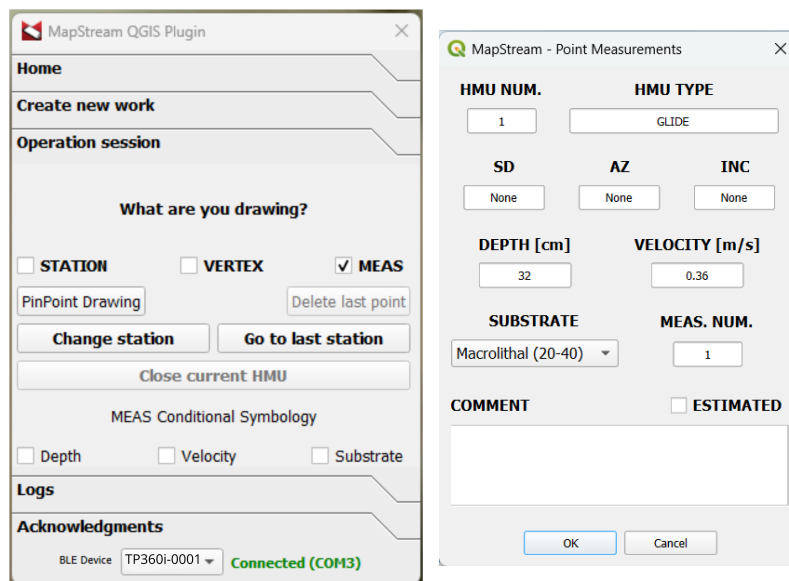 MapStream QGIS Plugin
Home
Create new work
Operation session
What are you drawing?
STATION VERTEX MEAS
PinPoint Drawing Delete last point
Change station Go to last station
Close current HMU
MEAS Conditional Symbology
Depth Velocity Substrate
Logs
Acknowledgments
BLE Device TP360i-0001 Connected (COM3)
MapStream - Point Measurements
HMU NUM. HMU TYPE
1 GLIDE
SD AZ INC
None None None
DEPTH [cm] VELOCITY [m/s]
32 0.36
SUBSTRATE MEAS. NUM.
Macrolithal (20-40) 1
COMMENT ESTIMATED
OK Cancel